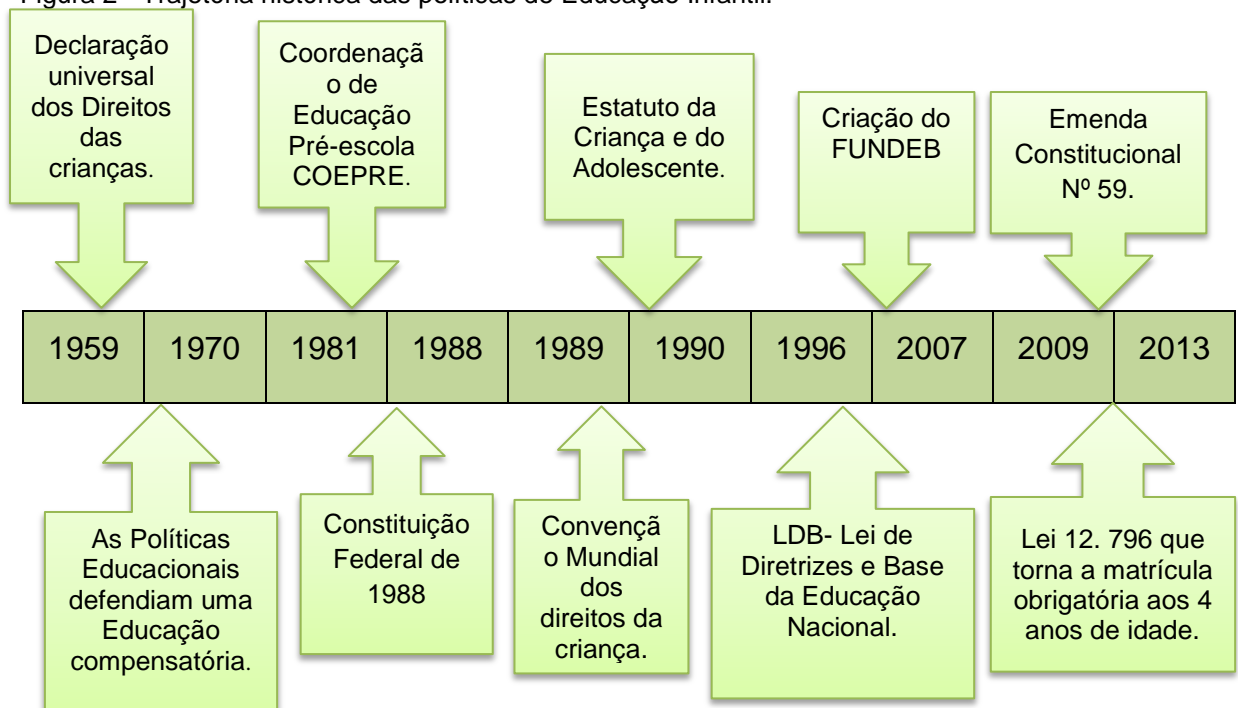 Figura 2 – Trajetória histórica das políticas de Educação Infantil.
Declaração
universal
dos Direitos
das
crianças.
Coordenaçã
o de
Educação
Pré-escola
COEPRE.
Estatuto da
Criança e do
Adolescente.
Criação do
FUNDEB
Emenda
Constitucional
Nº 59.
1959 1970 1981 1988 1989 1990 1996 2007 2009 2013
As Políticas
Educacionais
defendiam uma
Educação
compensatória.
Constituição
Federal de
1988
Convençã
o Mundial
dos
direitos da
criança.
LDB- Lei de
Diretrizes e Base
da Educação
Nacional.
Lei 12. 796 que
torna a matrícula
obrigatória aos 4
anos de idade.